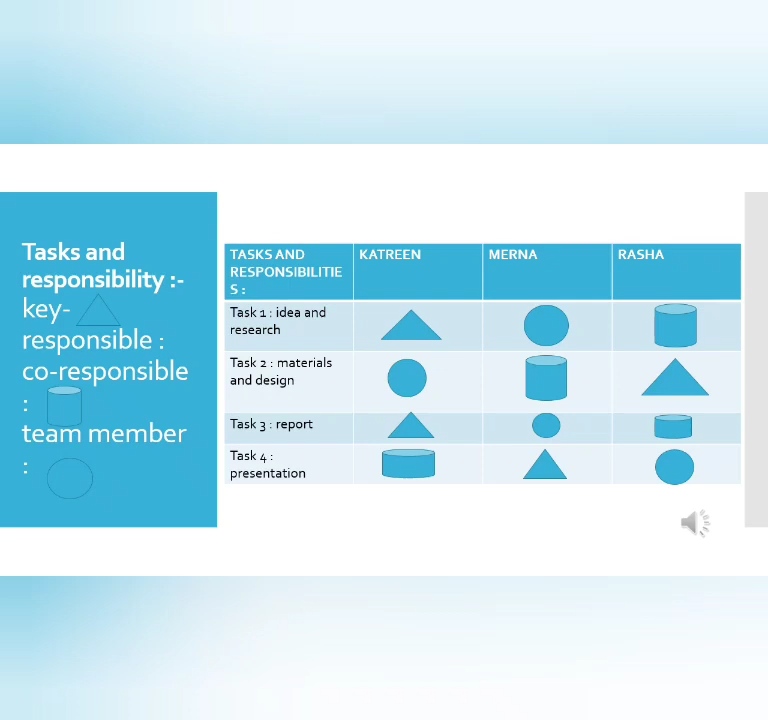 Tasks and
responsibility :-
key-
responsible :
co-responsible
:
team member
:
TASKS AND
RESPONSIBILITIE
S :
KATREEN
MERNA
RASHA
Task 1 : idea and
research
Task 2 : materials
and design
Task 3 : report
Task 4 :
presentation